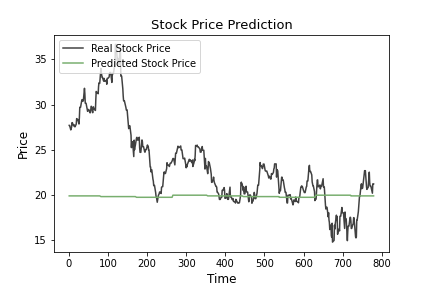 Stock Price Prediction
Real Stock Price
Predicted Stock Price
Price
35
30
25
20
15
0 100 200 300 400 500 600 700 800
Time